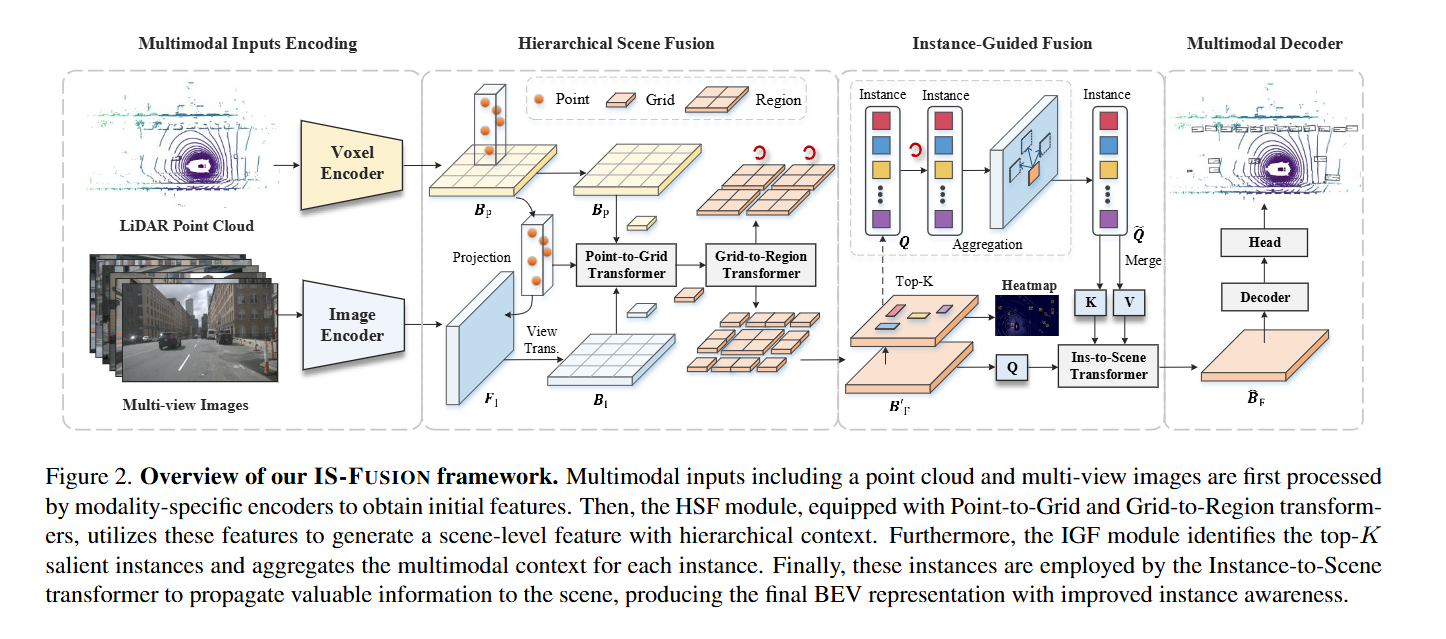 Multimodal Inputs Encoding
Hierarchical Scene Fusion
Instance-Guided Fusion
Multimodal Decoder
LiDAR Point Cloud
Multi-view Images
Voxel
Encoder
Image
Encoder
Point
Grid
Region
B_P
B_P
Projection
Point-to-Grid
Transformer
Grid-to-Region
Transformer
View
Trans.
F_I
B_I
Instance
Instance
Instance
Q
Aggregation
Q̃
Merge
Top-K
Heatmap
K
V
Q
Ins-to-Scene
Transformer
B′_F
Head
Decoder
B̂_F
Figure 2. Overview of our IS-FUSION framework. Multimodal inputs including a point cloud and multi-view images are first processed
by modality-specific encoders to obtain initial features. Then, the HSF module, equipped with Point-to-Grid and Grid-to-Region transform-
ers, utilizes these features to generate a scene-level feature with hierarchical context. Furthermore, the IGF module identifies the top-K
salient instances and aggregates the multimodal context for each instance. Finally, these instances are employed by the Instance-to-Scene
transformer to propagate valuable information to the scene, producing the final BEV representation with improved instance awareness.